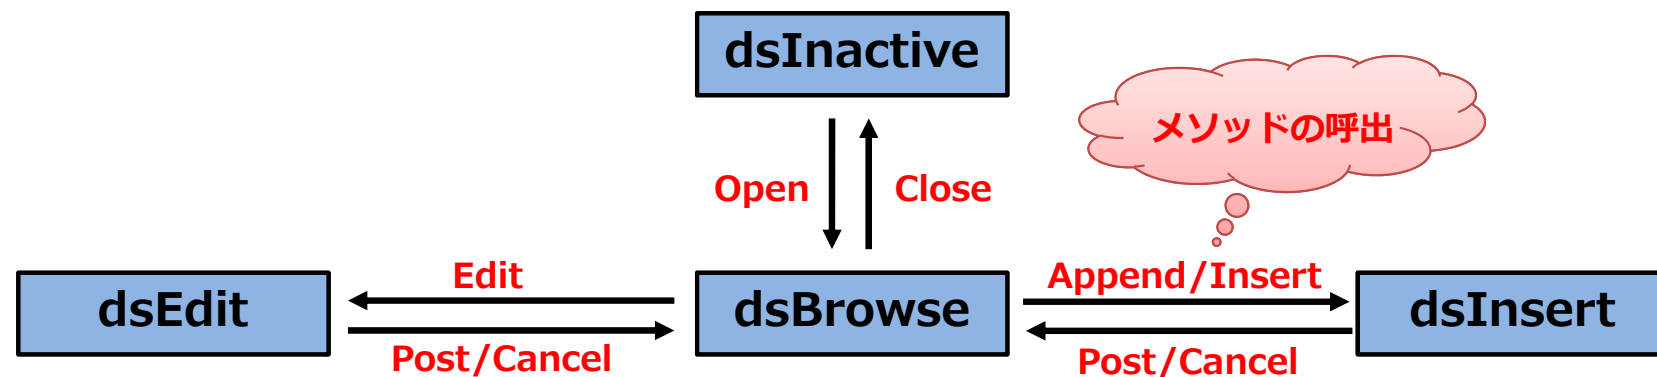 dsInactive
メソッドの呼出
Open
Close
Edit
Append/Insert
dsEdit
dsBrowse
dsInsert
Post/Cancel
Post/Cancel